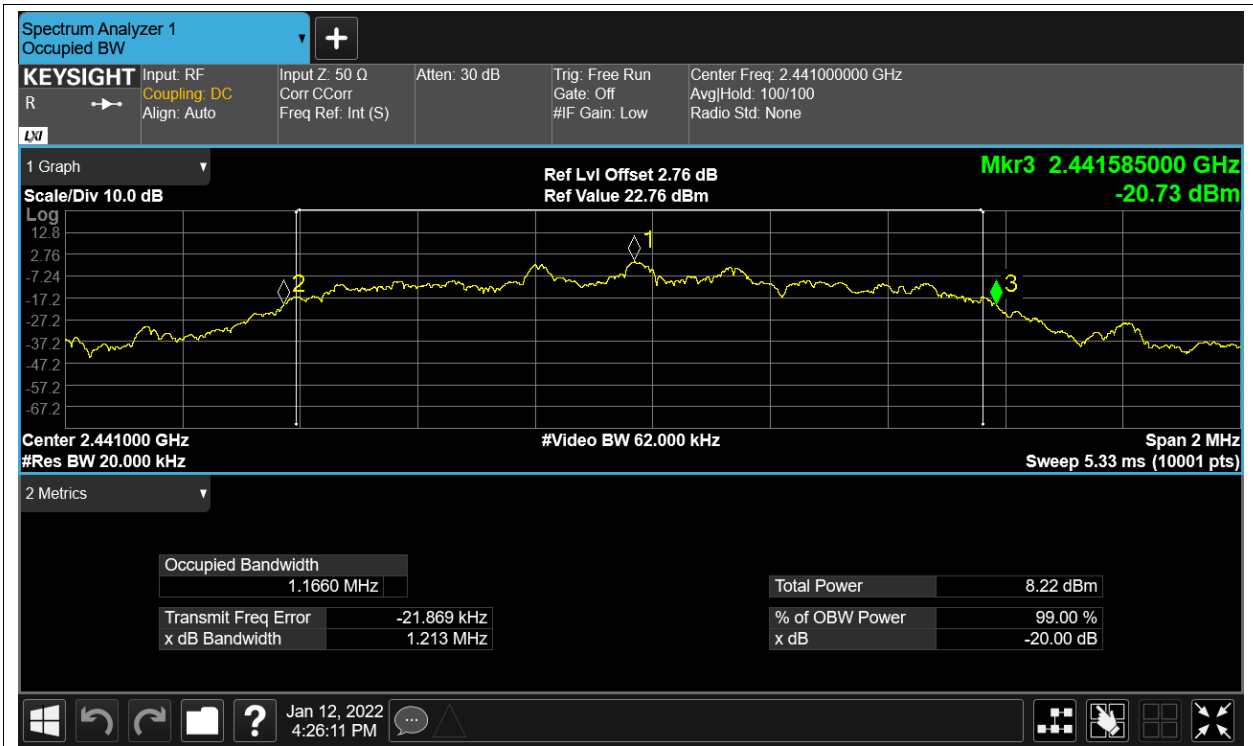 Spectrum Analyzer 1
Occupied BW
KEYSIGHT
R
LXI
Input: RF
Coupling: DC
Align: Auto
Input Z: 50 Ω
Corr CCorr
Freq Ref: Int (S)
Atten: 30 dB
Trig: Free Run
Gate: Off
#IF Gain: Low
Center Freq: 2.441000000 GHz
Avg|Hold: 100/100
Radio Std: None
1 Graph
Scale/Div 10.0 dB
Ref Lvl Offset 2.76 dB
Ref Value 22.76 dBm
Mkr3 2.441585000 GHz
-20.73 dBm
Log
12.8
2.76
-7.24
-17.2
-27.2
-37.2
-47.2
-57.2
-67.2
1
2
3
Center 2.441000 GHz
#Res BW 20.000 kHz
#Video BW 62.000 kHz
Span 2 MHz
Sweep 5.33 ms (10001 pts)
2 Metrics
Occupied Bandwidth
1.1660 MHz
Transmit Freq Error -21.869 kHz
x dB Bandwidth 1.213 MHz
Total Power 8.22 dBm
% of OBW Power 99.00 %
x dB -20.00 dB
?
Jan 12, 2022
4:26:11 PM